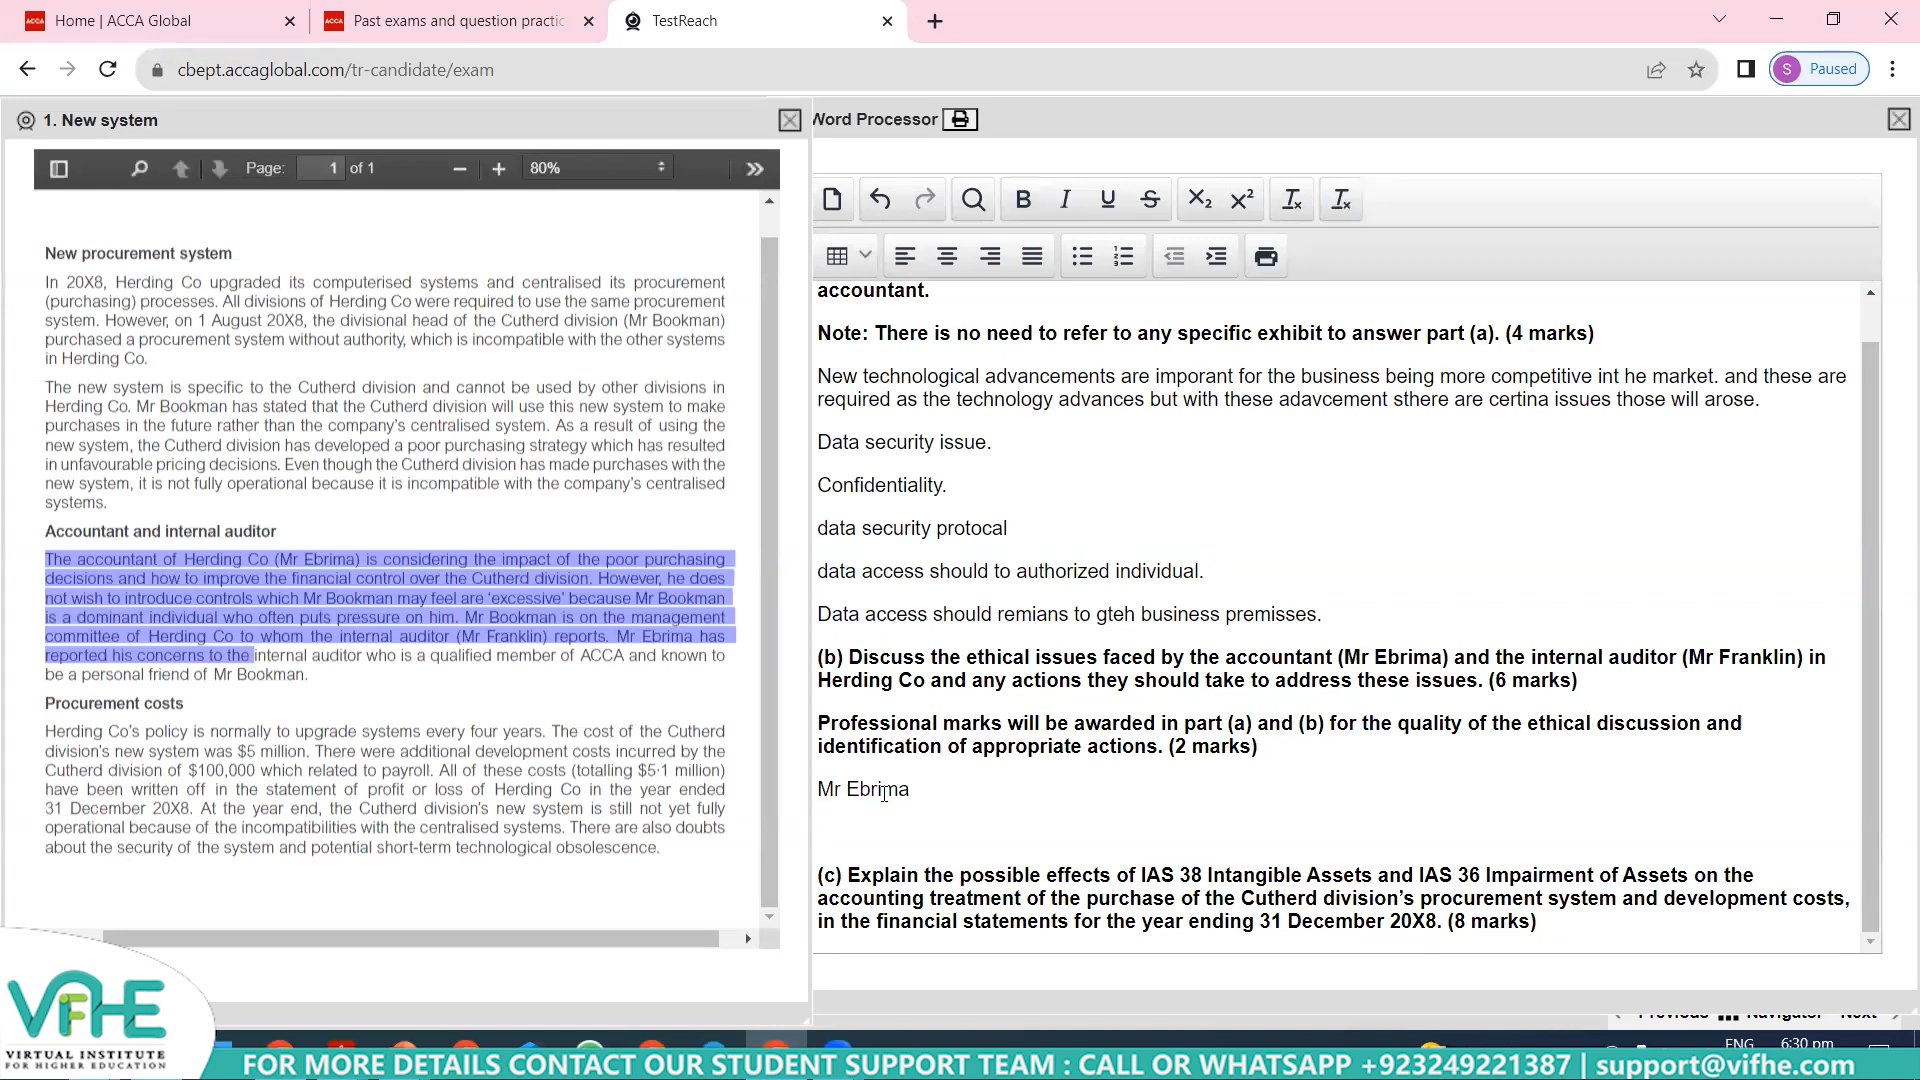 Home | ACCA Global
ACCA
Past exams and question practic
TestReach
cbept.accaglobal.com/tr-candidate/exam
S Paused
1. New system
Word Processor
Page: 1 of 1
80%
New procurement system
In 20X8, Herding Co upgraded its computerised systems and centralised its procurement
(purchasing) processes. All divisions of Herding Co were required to use the same procurement
system. However, on 1 August 20X8, the divisional head of the Cutherd division (Mr Bookman)
purchased a procurement system without authority, which is incompatible with the other systems
in Herding Co.
The new system is specific to the Cutherd division and cannot be used by other divisions in
Herding Co. Mr Bookman has stated that the Cutherd division will use this new system to make
purchases in the future rather than the company's centralised system. As a result of using the
new system, the Cutherd division has developed a poor purchasing strategy which has resulted
in unfavourable pricing decisions. Even though the Cutherd division has made purchases with the
new system, it is not fully operational because it is incompatible with the company's centralised
systems.
Accountant and internal auditor
The accountant of Herding Co (Mr Ebrima) is considering the impact of the poor purchasing
decisions and how to improve the financial control over the Cutherd division. However, he does
not wish to introduce controls which Mr Bookman may feel are 'excessive' because Mr Bookman
is a dominant individual who often puts pressure on him. Mr Bookman is on the management
committee of Herding Co to whom the internal auditor (Mr Franklin) reports. Mr Ebrima has
reported his concerns to the internal auditor who is a qualified member of ACCA and known to
be a personal friend of Mr Bookman.
Procurement costs
Herding Co's policy is normally to upgrade systems every four years. The cost of the Cutherd
division's new system was $5 million. There were additional development costs incurred by the
Cutherd division of $100,000 which related to payroll. All of these costs (totalling $5·1 million)
have been written off in the statement of profit or loss of Herding Co in the year ended
31 December 20X8. At the year end, the Cutherd division's new system is still not yet fully
operational because of the incompatibilities with the centralised systems. There are also doubts
about the security of the system and potential short-term technological obsolescence.
accountant.
Note: There is no need to refer to any specific exhibit to answer part (a). (4 marks)
New technological advancements are imporant for the business being more competitive int he market. and these are
required as the technology advances but with these adavcement sthere are certina issues those will arose.
Data security issue.
Confidentiality.
data security protocal
data access should to authorized individual.
Data access should remians to gteh business premisses.
(b) Discuss the ethical issues faced by the accountant (Mr Ebrima) and the internal auditor (Mr Franklin) in
Herding Co and any actions they should take to address these issues. (6 marks)
Professional marks will be awarded in part (a) and (b) for the quality of the ethical discussion and
identification of appropriate actions. (2 marks)
Mr Ebrima
(c) Explain the possible effects of IAS 38 Intangible Assets and IAS 36 Impairment of Assets on the
accounting treatment of the purchase of the Cutherd division's procurement system and development costs,
in the financial statements for the year ending 31 December 20X8. (8 marks)
Previous Navigator Next
ENG 6:30 pm
VFHE
VIRTUAL INSTITUTE
FOR HIGHER EDUCATION
FOR MORE DETAILS CONTACT OUR STUDENT SUPPORT TEAM : CALL OR WHATSAPP +923249221387 | support@vifhe.com